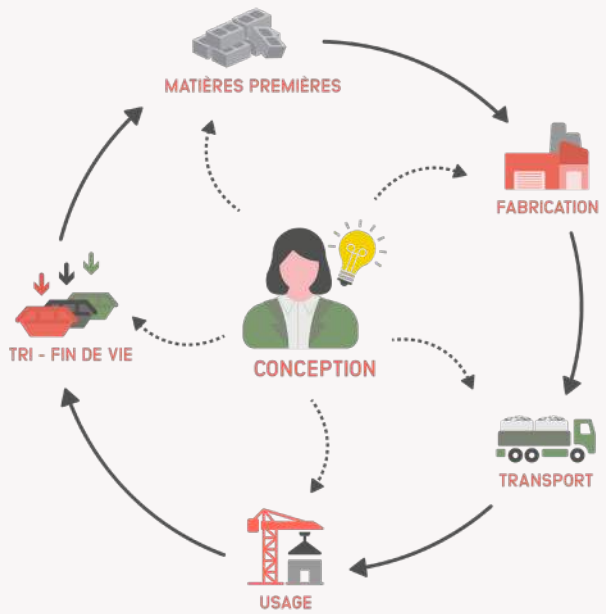 MATIÈRES PREMIÈRES
FABRICATION
TRI - FIN DE VIE
CONCEPTION
TRANSPORT
USAGE